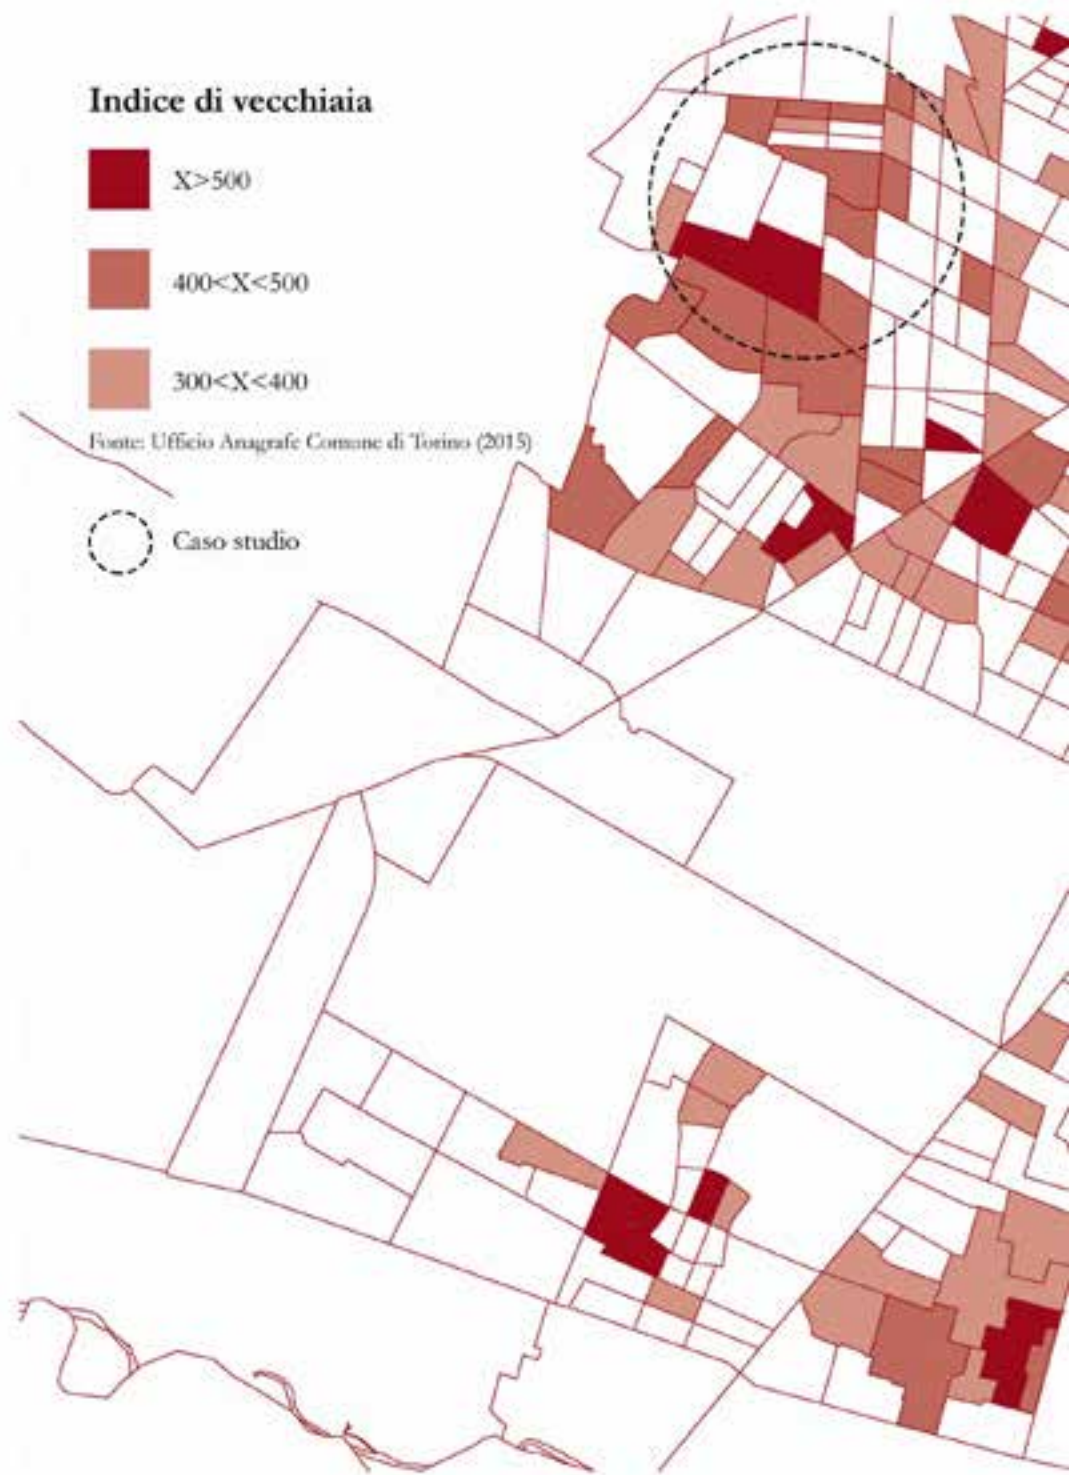 Indice di vecchiaia
X>500
400<X<500
300<X<400
Fonte: Ufficio Anagrafe Comune di Torino (2015)
Caso studio